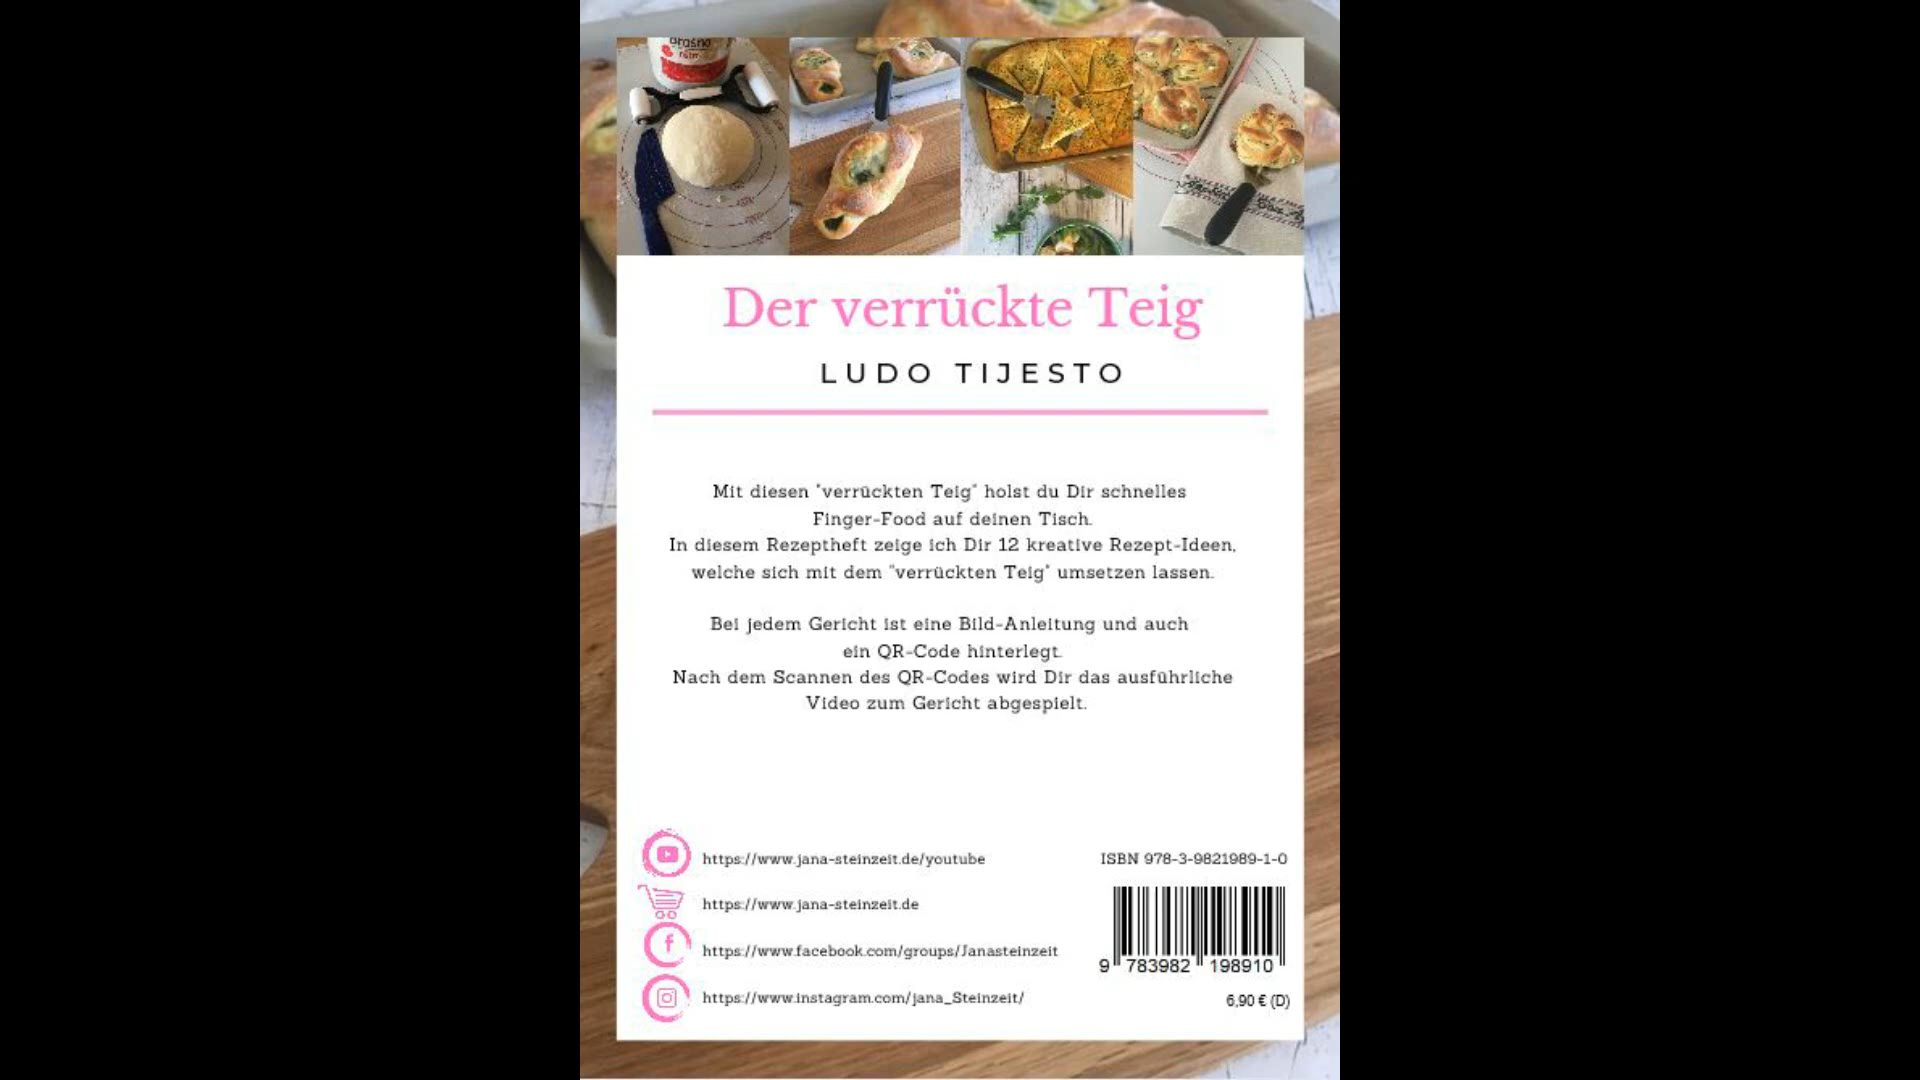 Der verrückte Teig
LUDO TIJESTO
Mit diesen "verrückten Teig" holst du Dir schnelles
Finger-Food auf deinen Tisch.
In diesem Rezeptheft zeige ich Dir 12 kreative Rezept-Ideen,
welche sich mit dem "verrückten Teig" umsetzen lassen.
Bei jedem Gericht ist eine Bild-Anleitung und auch
ein QR-Code hinterlegt.
Nach dem Scannen des QR-Codes wird Dir das ausführliche
Video zum Gericht abgespielt.
https://www.jana-steinzeit.de/youtube
https://www.jana-steinzeit.de
https://www.facebook.com/groups/Janasteinzeit
https://www.instagram.com/jana_Steinzeit/
ISBN 978-3-9821989-1-0
9 783982 198910
6,90 € (D)